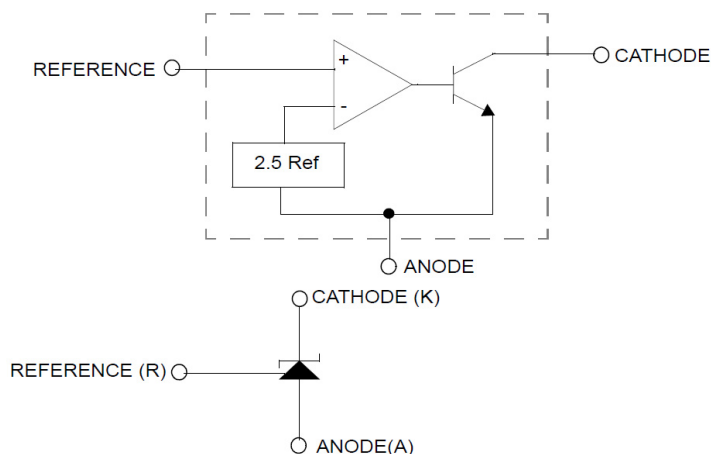 REFERENCE
+
CATHODE
-
2.5 Ref
ANODE
CATHODE (K)
REFERENCE (R)
ANODE(A)